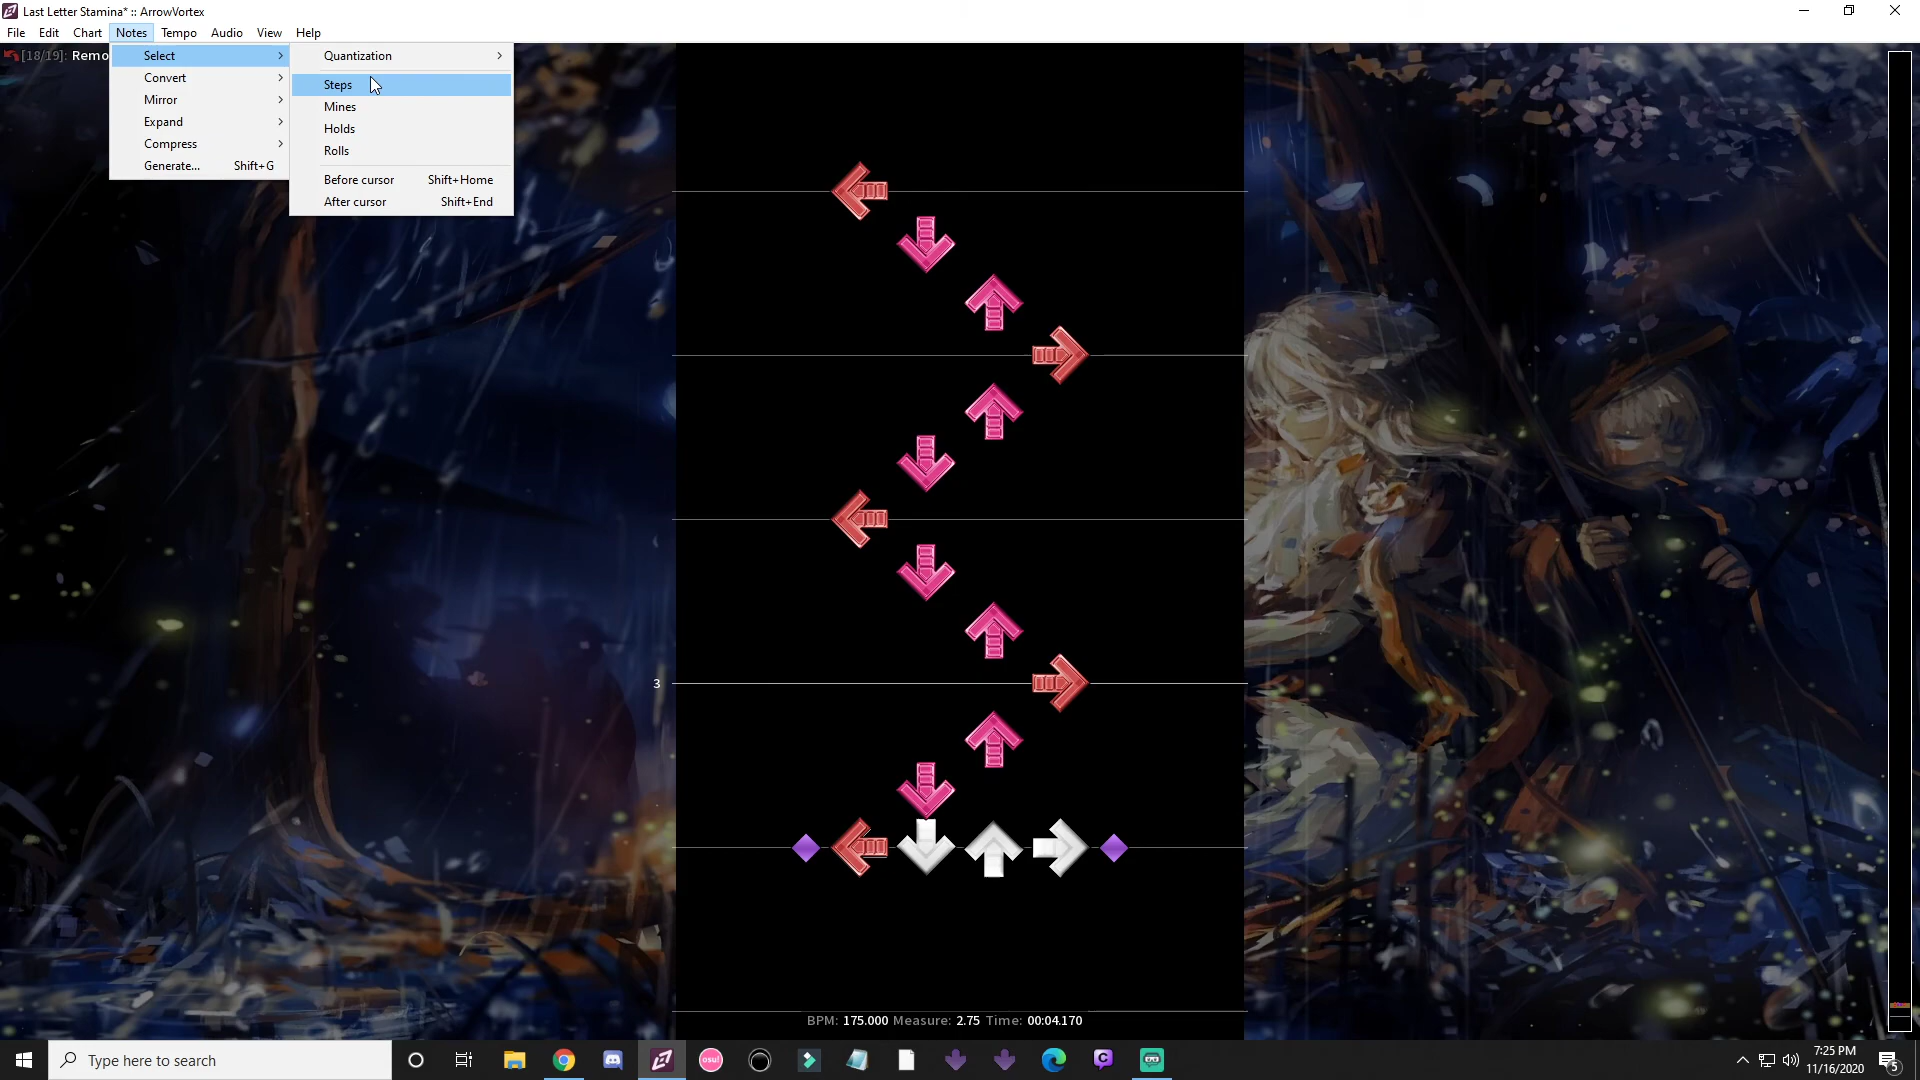 Last Letter Stamina* :: ArrowVortex
File Edit Chart Notes Tempo Audio View Help
[18/19]: Remo
Select
Convert
Mirror
Expand
Compress
Generate... Shift+G
Quantization
Steps
Mines
Holds
Rolls
Before cursor Shift+Home
After cursor Shift+End
3
BPM: 175.000 Measure: 2.75 Time: 00:04.170
Type here to search
osu!
C
7:25 PM
11/16/2020
5